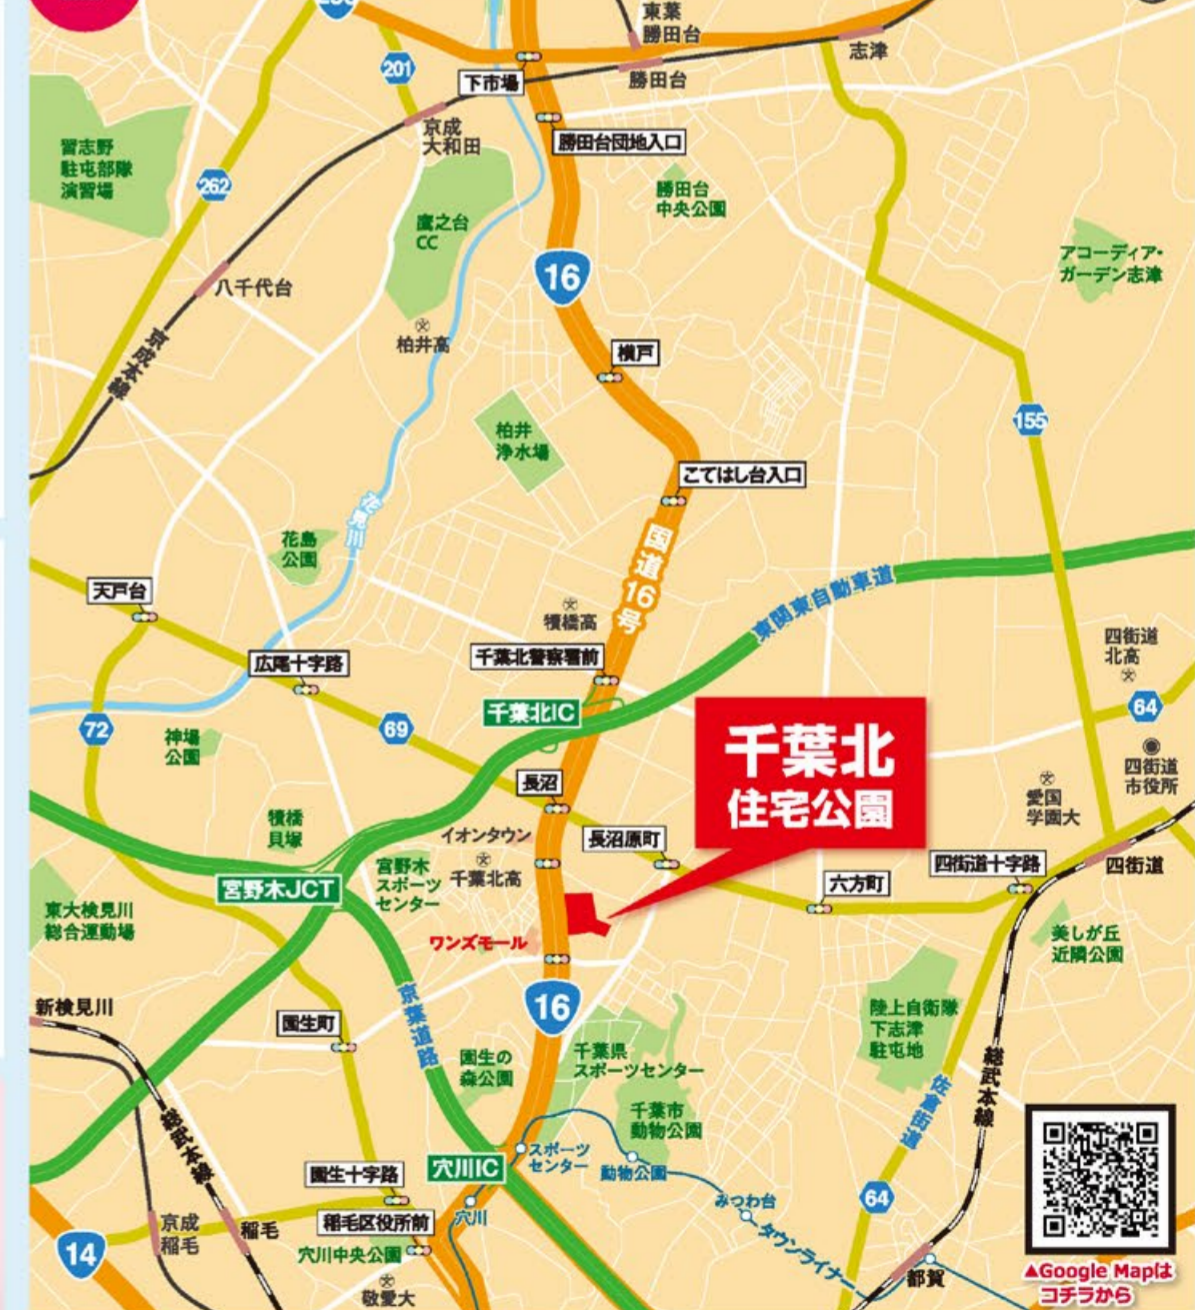 東葉
勝田台
志津
201
下市場
勝田台
京成
大和田
勝田台団地入口
習志野
駐屯部隊
演習場
262
勝田台
中央公園
鷹之台
CC
アコーディア・
ガーデン志津
16
八千代台
柏井高
横戸
京成本線
155
柏井
浄水場
こてはし台入口
花見川
国道16号
花島
公園
天戸台
東関東自動車道
犢橋高
四街道
北高
千葉北警察署前
広尾十字路
64
千葉北IC
72
69
神場
公園
千葉北
住宅公園
四街道
市役所
長沼
愛国
学園大
犢橋
貝塚
イオンタウン
長沼原町
宮野木
スポーツ
センター
千葉北高
四街道十字路
四街道
宮野木JCT
六方町
東大検見川
総合運動場
ワンズモール
美しが丘
近隣公園
新検見川
16
京葉道路
園生町
陸上自衛隊
下志津
駐屯地
園生の
森公園
千葉県
スポーツセンター
総武本線
佐倉街道
千葉市
動物公園
総武本線
スポーツ
センター
穴川IC
動物公園
園生十字路
みつわ台
64
稲毛区役所前
穴川
京成
稲毛
稲毛
タウンライナー
14
穴川中央公園
都賀
敬愛大
▲Google Mapは
コチラから